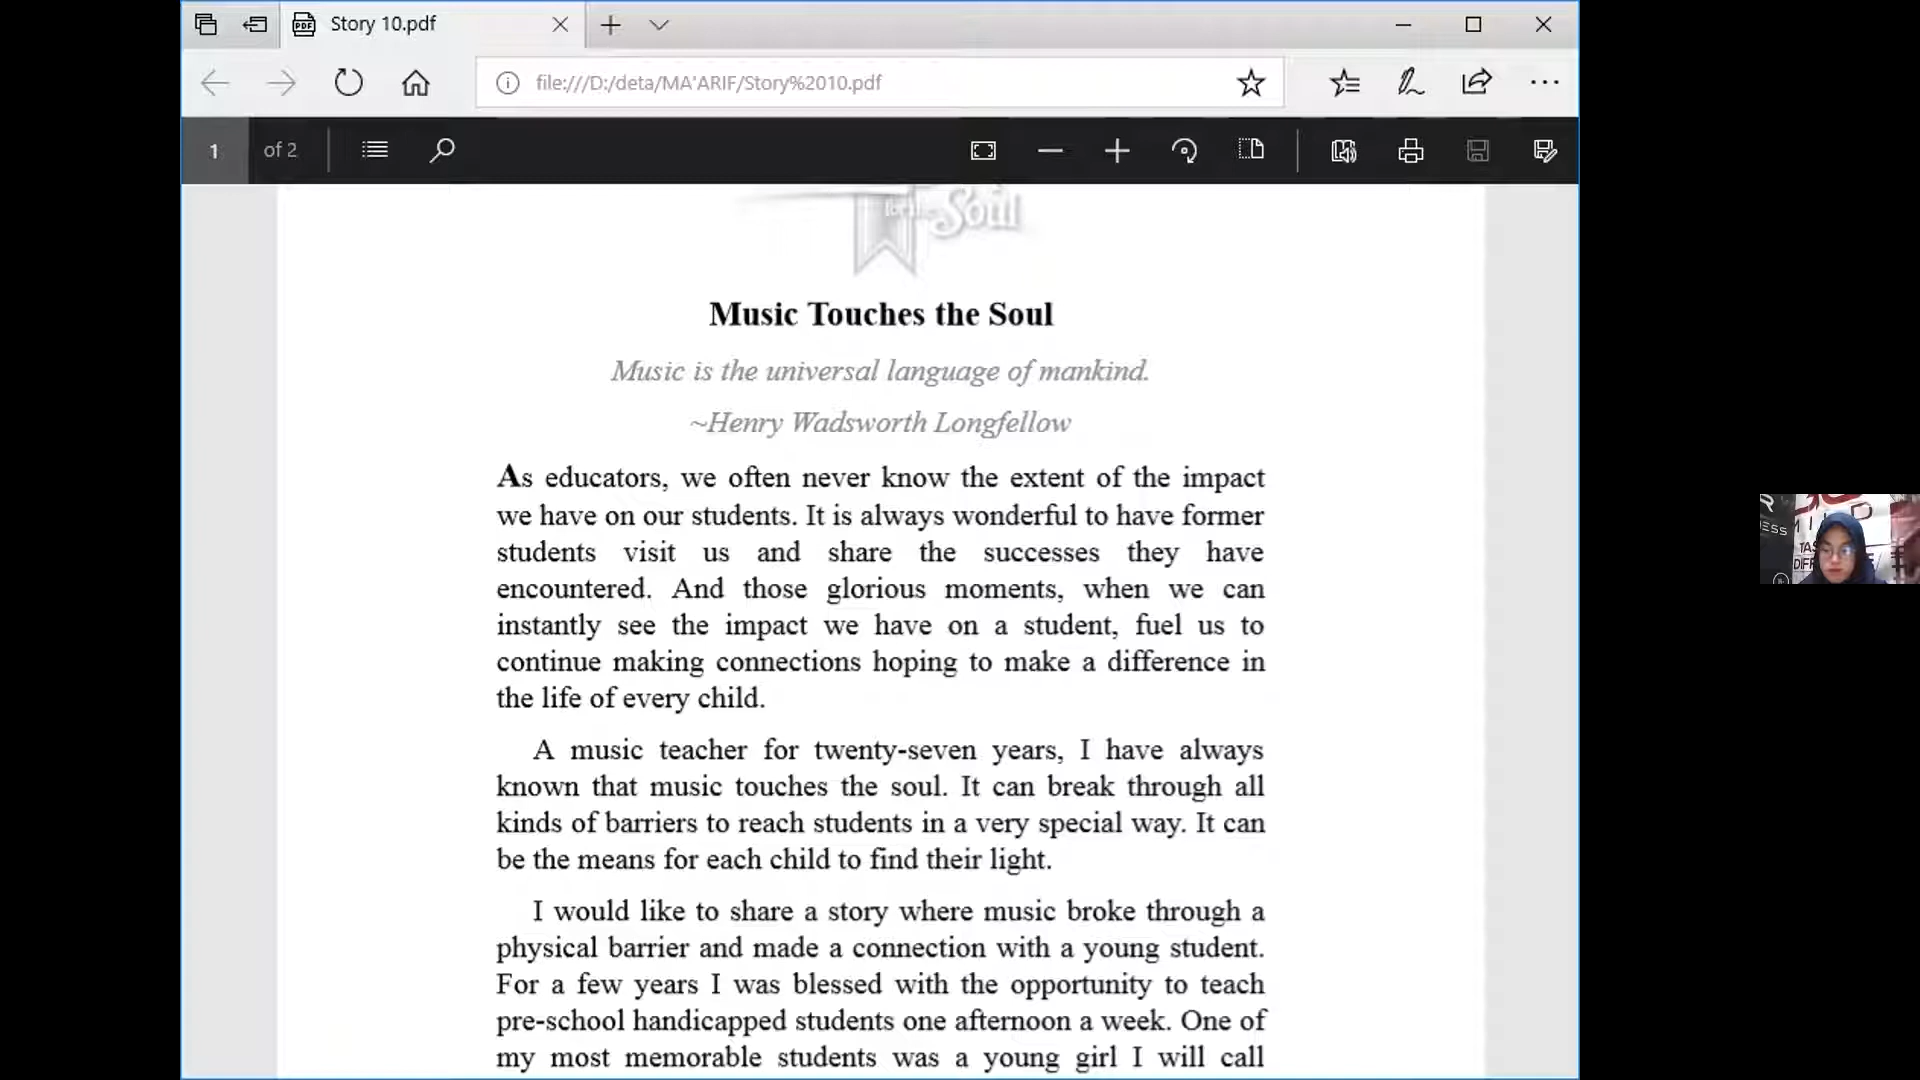 Story 10.pdf
file:///D:/deta/MA'ARIF/Story%2010.pdf
1 of 2
for the Soul
Music Touches the Soul
Music is the universal language of mankind.
~Henry Wadsworth Longfellow
As educators, we often never know the extent of the impact
we have on our students. It is always wonderful to have former
students visit us and share the successes they have
encountered. And those glorious moments, when we can
instantly see the impact we have on a student, fuel us to
continue making connections hoping to make a difference in
the life of every child.
A music teacher for twenty-seven years, I have always
known that music touches the soul. It can break through all
kinds of barriers to reach students in a very special way. It can
be the means for each child to find their light.
I would like to share a story where music broke through a
physical barrier and made a connection with a young student.
For a few years I was blessed with the opportunity to teach
pre-school handicapped students one afternoon a week. One of
my most memorable students was a young girl I will call